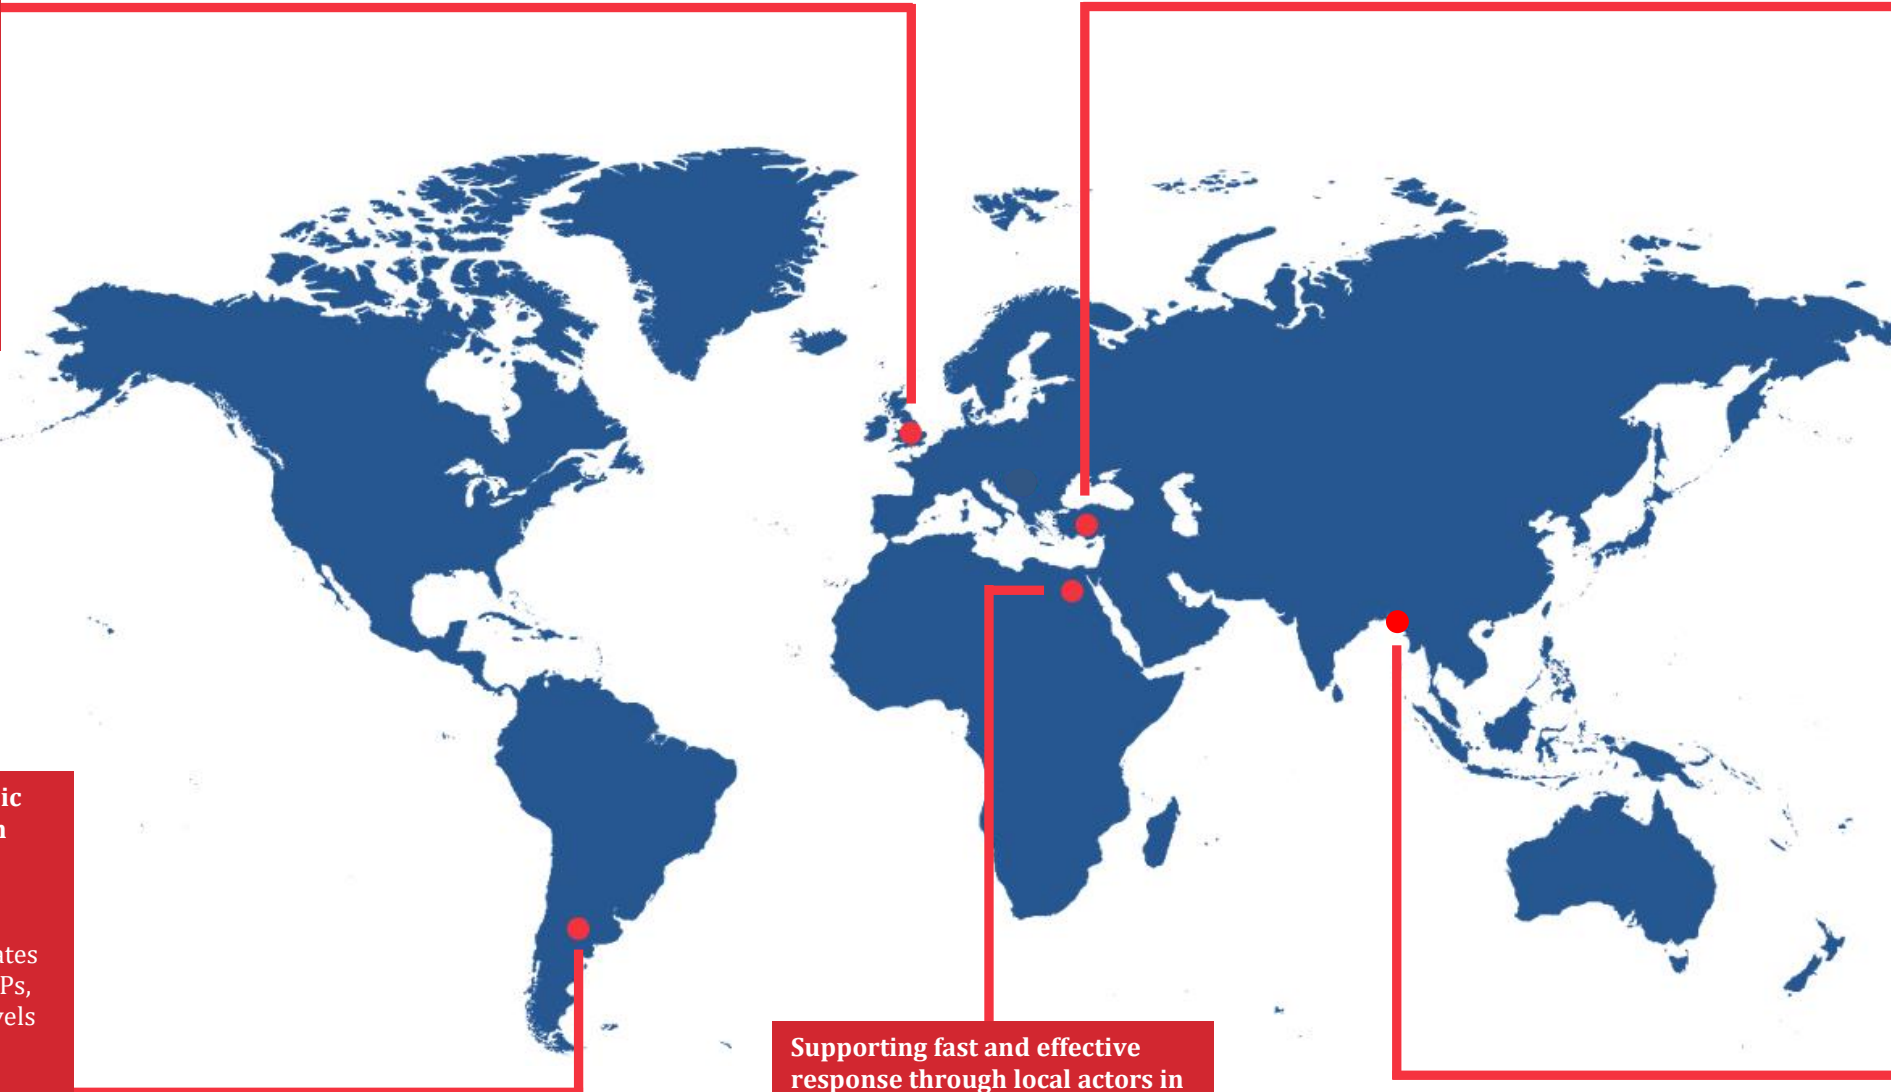 ic
n
ates
Ps,
vels
Supporting fast and effective
response through local actors in